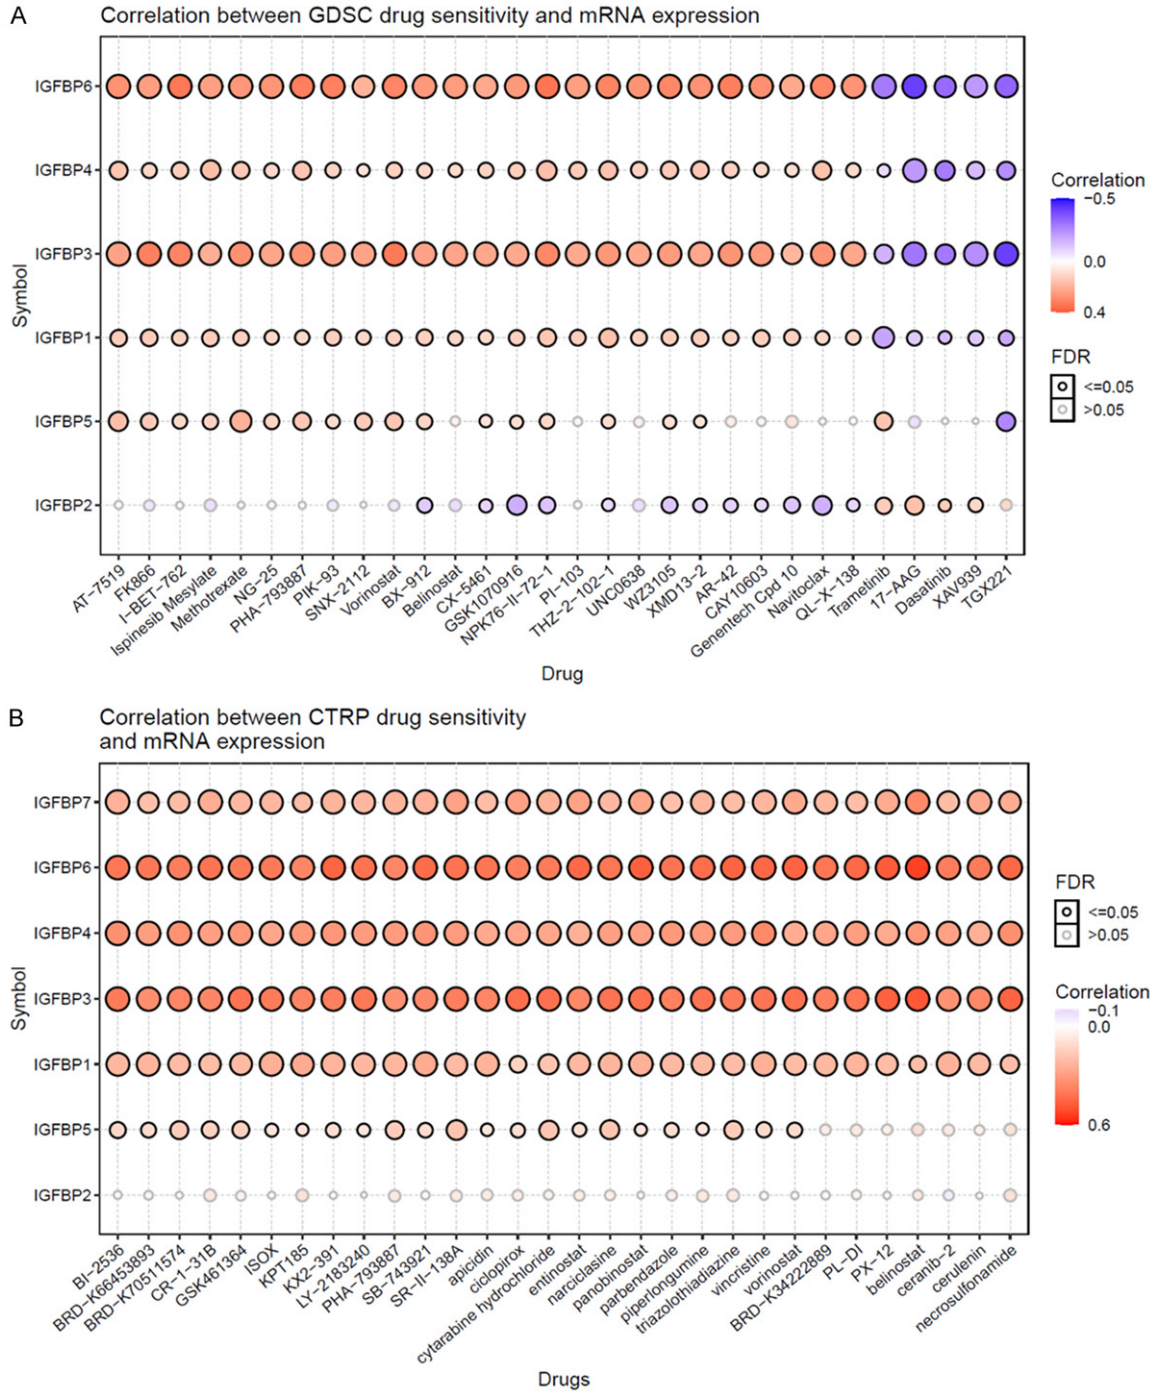 A
Correlation between GDSC drug sensitivity and mRNA expression
Symbol
IGFBP6
IGFBP4
IGFBP3
IGFBP1
IGFBP5
IGFBP2
AT-7519
FK866
I-BET-762
Ispinesib Mesylate
Methotrexate
NG-25
PHA-793887
PIK-93
SNX-2112
Vorinostat
BX-912
Belinostat
CX-5461
GSK1070916
NPK76-II-72-1
PI-103
THZ-2-102-1
UNC0638
WZ3105
XMD13-2
AR-42
CAY10603
Genentech Cpd 10
Navitoclax
QL-X-138
Trametinib
17-AAG
Dasatinib
XAV939
TGX221
Drug
Correlation
-0.5
0.0
0.4
FDR
<=0.05
>0.05
B
Correlation between CTRP drug sensitivity
and mRNA expression
Symbol
IGFBP7
IGFBP6
IGFBP4
IGFBP3
IGFBP1
IGFBP5
IGFBP2
BI-2536
BRD-K66453893
BRD-K70511574
CR-1-31B
GSK461364
ISOX
KPT185
KX2-391
LY-2183240
PHA-793887
SB-743921
SR-II-138A
apicidin
ciclopirox
cytarabine hydrochloride
entinostat
narciclasine
panobinostat
parbendazole
piperlongumine
triazolothiadiazine
vincristine
vorinostat
BRD-K34222889
PL-DI
PX-12
belinostat
ceranib-2
cerulenin
necrosulfonamide
Drugs
FDR
<=0.05
>0.05
Correlation
-0.1
0.0
0.6